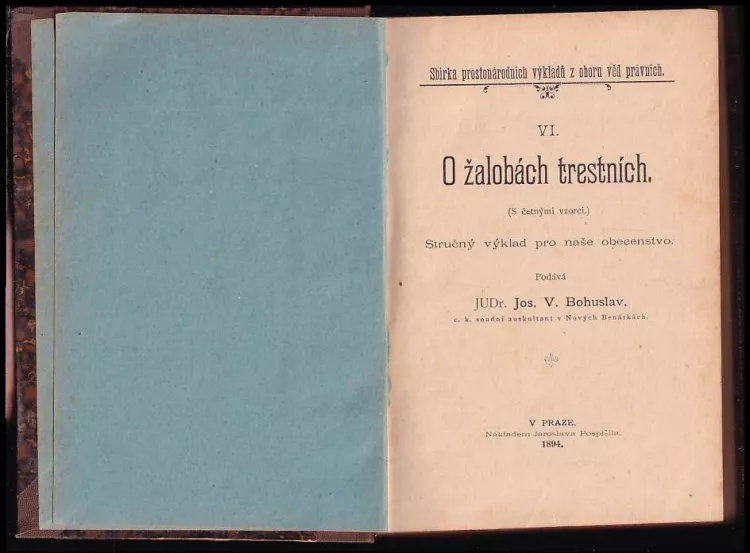 Sbírka prostonárodních výkladů z oboru věd právních.
VI.
O žalobách trestních.
(S četnými vzorci.)
Stručný výklad pro naše obecenstvo.
Podává
JUDr. Jos. V. Bohuslav,
c. k. soudní auskultant v Nových Benátkách.
V PRAZE.
Nákladem Jaroslava Pospíšila.
1894.